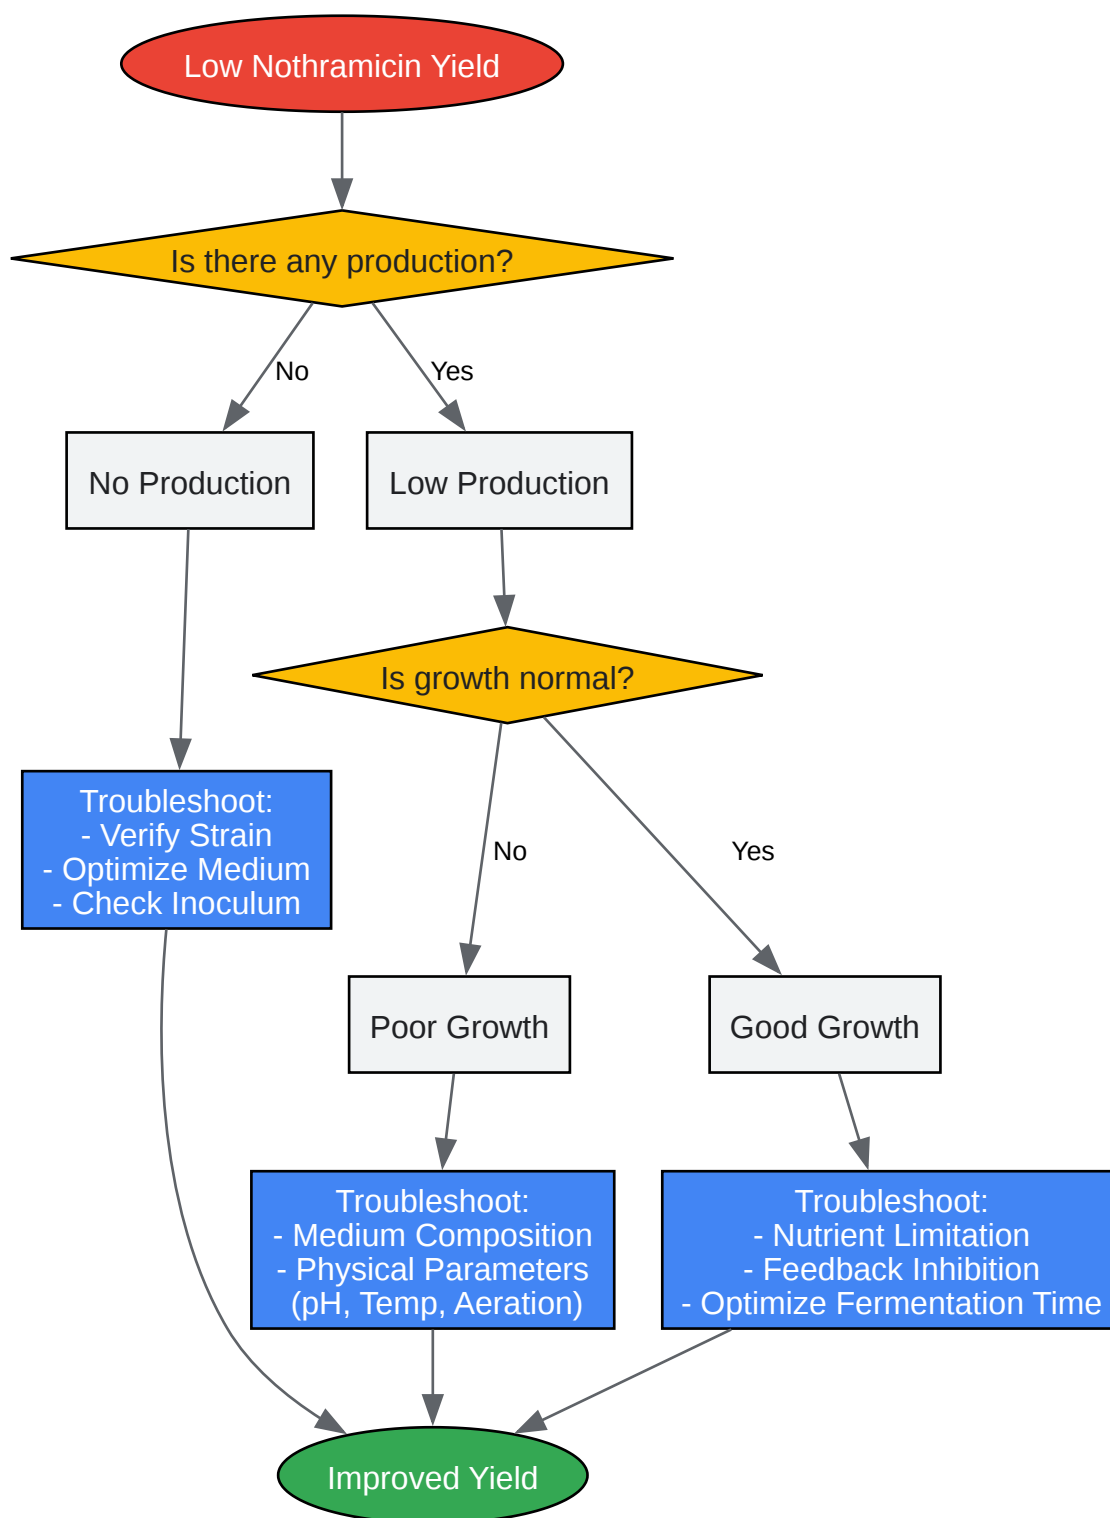 Low Nothramicin Yield
Is there any production?
No
Yes
No Production
Low Production
Is growth normal?
Troubleshoot:
- Verify Strain
- Optimize Medium
- Check Inoculum
No
Yes
Poor Growth
Good Growth
Troubleshoot:
- Medium Composition
- Physical Parameters
(pH, Temp, Aeration)
Troubleshoot:
- Nutrient Limitation
- Feedback Inhibition
- Optimize Fermentation Time
Improved Yield